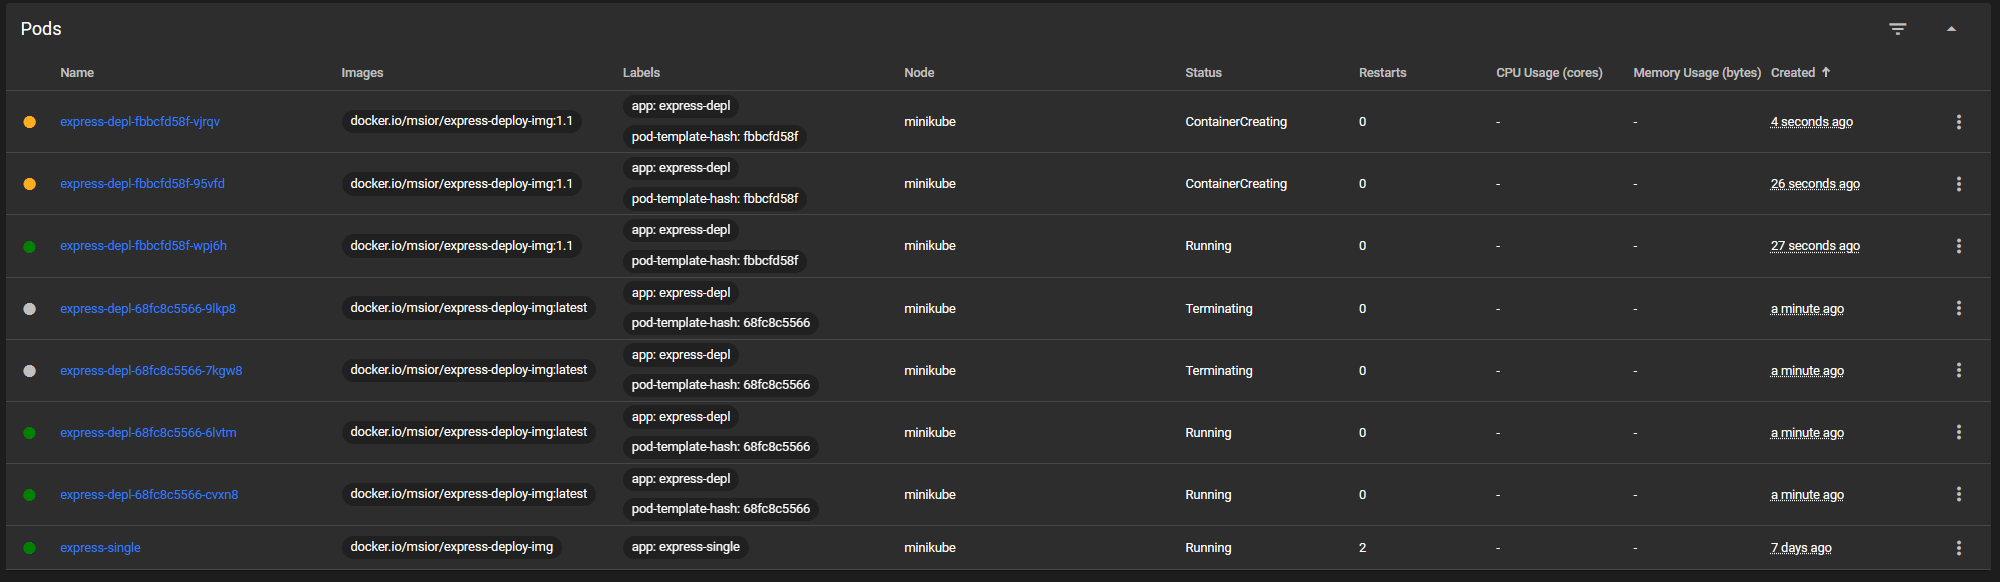 Pods
Name Images Labels Node Status Restarts CPU Usage (cores) Memory Usage (bytes) Created ↑
express-depl-fbbcfd58f-vjrqv docker.io/msior/express-deploy-img:1.1 app: express-depl minikube ContainerCreating 0 - - 4 seconds ago
pod-template-hash: fbbcfd58f
express-depl-fbbcfd58f-95vfd docker.io/msior/express-deploy-img:1.1 app: express-depl minikube ContainerCreating 0 - - 26 seconds ago
pod-template-hash: fbbcfd58f
express-depl-fbbcfd58f-wpj6h docker.io/msior/express-deploy-img:1.1 app: express-depl minikube Running 0 - - 27 seconds ago
pod-template-hash: fbbcfd58f
express-depl-68fc8c5566-9lkp8 docker.io/msior/express-deploy-img:latest app: express-depl minikube Terminating 0 - - a minute ago
pod-template-hash: 68fc8c5566
express-depl-68fc8c5566-7kgw8 docker.io/msior/express-deploy-img:latest app: express-depl minikube Terminating 0 - - a minute ago
pod-template-hash: 68fc8c5566
express-depl-68fc8c5566-6lvtm docker.io/msior/express-deploy-img:latest app: express-depl minikube Running 0 - - a minute ago
pod-template-hash: 68fc8c5566
express-depl-68fc8c5566-cvxn8 docker.io/msior/express-deploy-img:latest app: express-depl minikube Running 0 - - a minute ago
pod-template-hash: 68fc8c5566
express-single docker.io/msior/express-deploy-img app: express-single minikube Running 2 - - 7 days ago